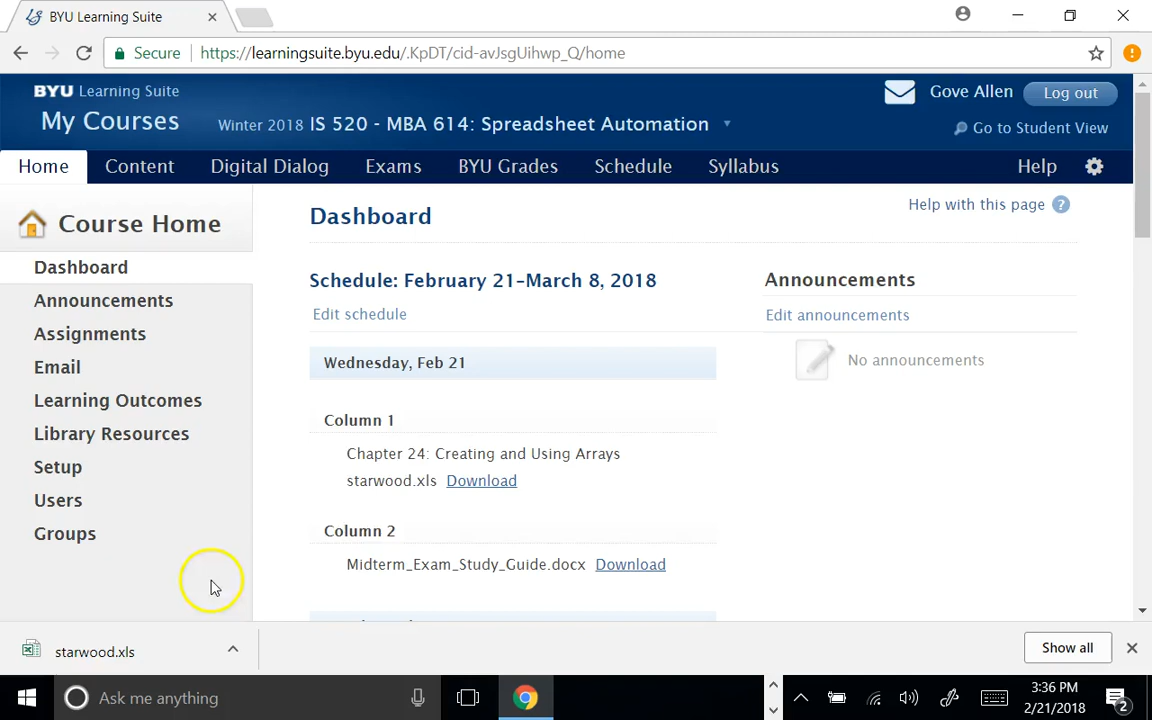 BYU Learning Suite
Secure https://learningsuite.byu.edu/.KpDT/cid-avJsgUihwp_Q/home
BYU Learning Suite
Gove Allen Log out
My Courses Winter 2018 IS 520 - MBA 614: Spreadsheet Automation
Go to Student View
Home Content Digital Dialog Exams BYU Grades Schedule Syllabus Help
Course Home
Dashboard
Announcements
Assignments
Email
Learning Outcomes
Library Resources
Setup
Users
Groups
Dashboard
Help with this page ?
Schedule: February 21–March 8, 2018
Edit schedule
Wednesday, Feb 21
Column 1
Chapter 24: Creating and Using Arrays
starwood.xls Download
Column 2
Midterm_Exam_Study_Guide.docx Download
Announcements
Edit announcements
No announcements
starwood.xls
Show all
Ask me anything
3:36 PM
2/21/2018
2